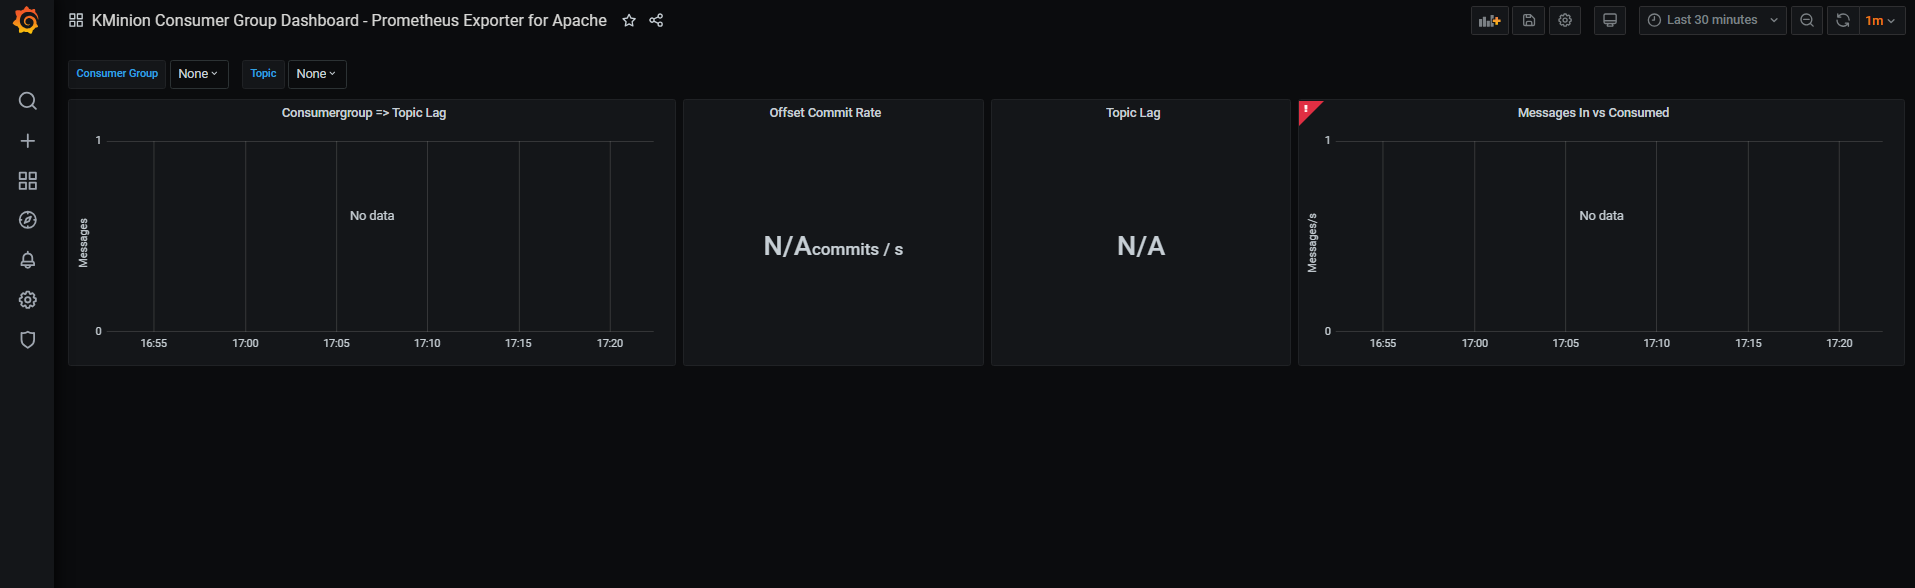 KMinion Consumer Group Dashboard - Prometheus Exporter for Apache
Last 30 minutes
1m
Consumer Group
None
Topic
None
Consumergroup => Topic Lag
Messages
1
0
No data
16:55 17:00 17:05 17:10 17:15 17:20
Offset Commit Rate
N/Acommits / s
Topic Lag
N/A
!
Messages In vs Consumed
Messages/s
1
0
No data
16:55 17:00 17:05 17:10 17:15 17:20